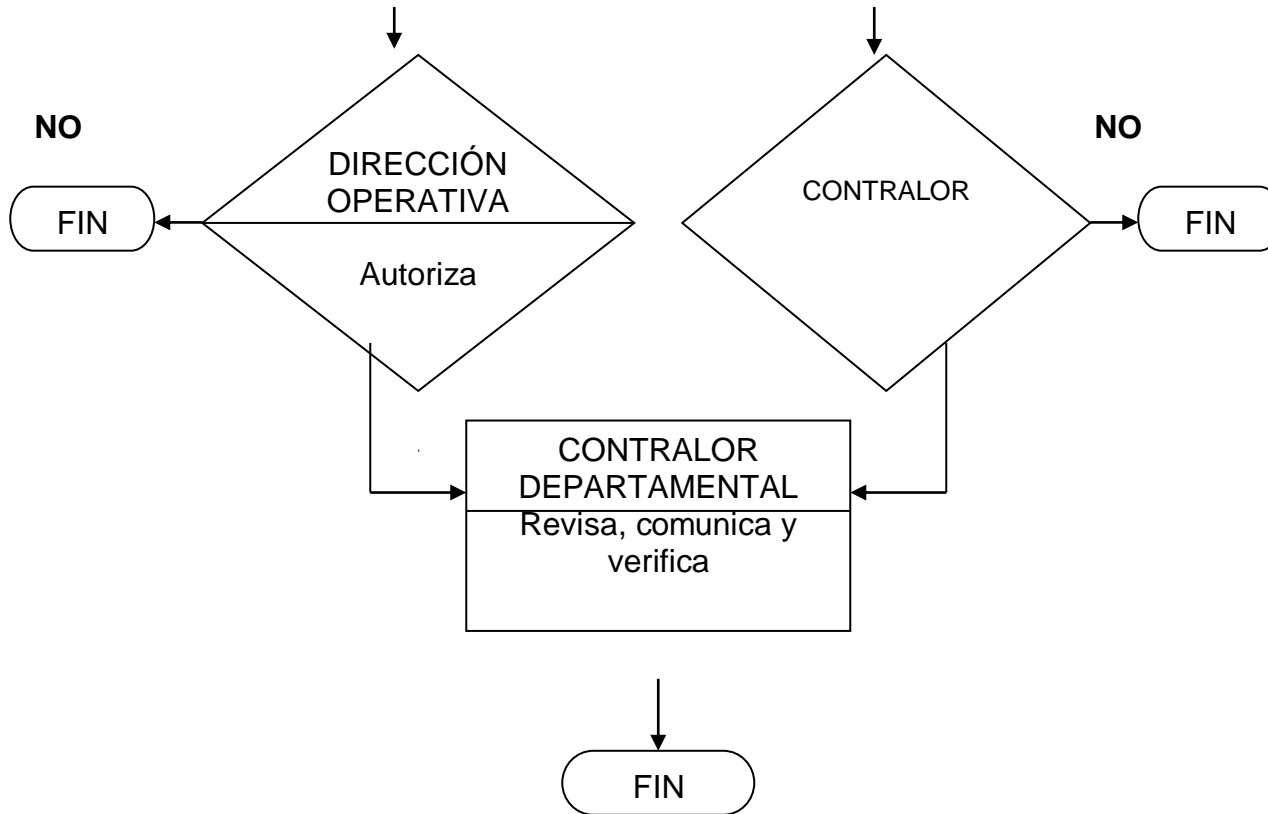 NO
NO
DIRECCIÓN
OPERATIVA
CONTRALOR
FIN
FIN
Autoriza
CONTRALOR
DEPARTAMENTAL
Revisa, comunica y
verifica
FIN